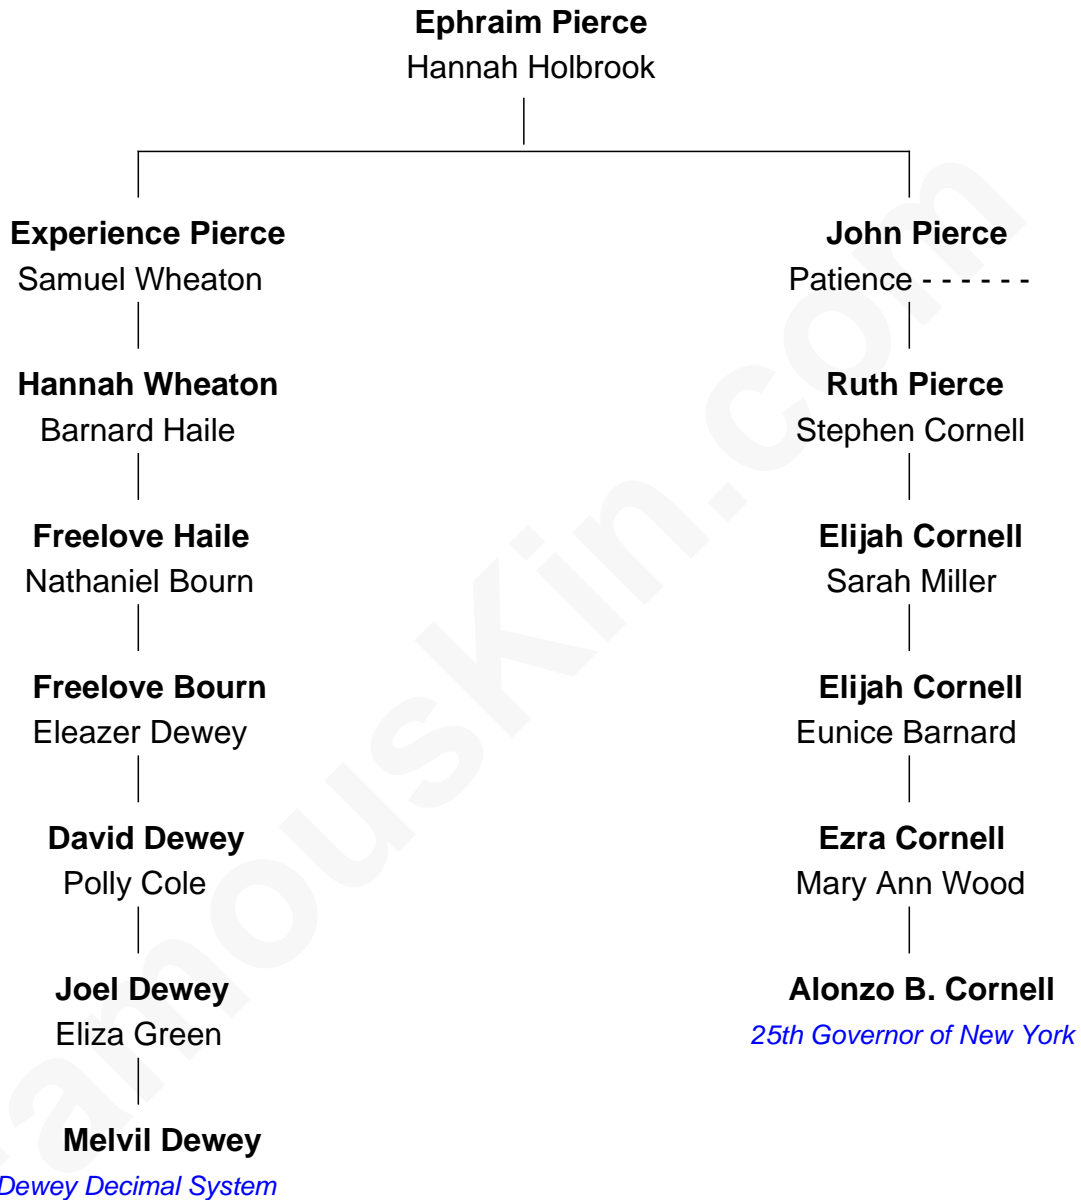 Ephraim Pierce
Hannah Holbrook
Experience Pierce
Samuel Wheaton
John Pierce
Patience - - - - - -
Hannah Wheaton
Barnard Haile
Ruth Pierce
Stephen Cornell
Freelove Haile
Nathaniel Bourn
Elijah Cornell
Sarah Miller
Freelove Bourn
Eleazer Dewey
Elijah Cornell
Eunice Barnard
David Dewey
Polly Cole
Ezra Cornell
Mary Ann Wood
Joel Dewey
Eliza Green
Alonzo B. Cornell
25th Governor of New York
Melvil Dewey
Dewey Decimal System
amousKin.com